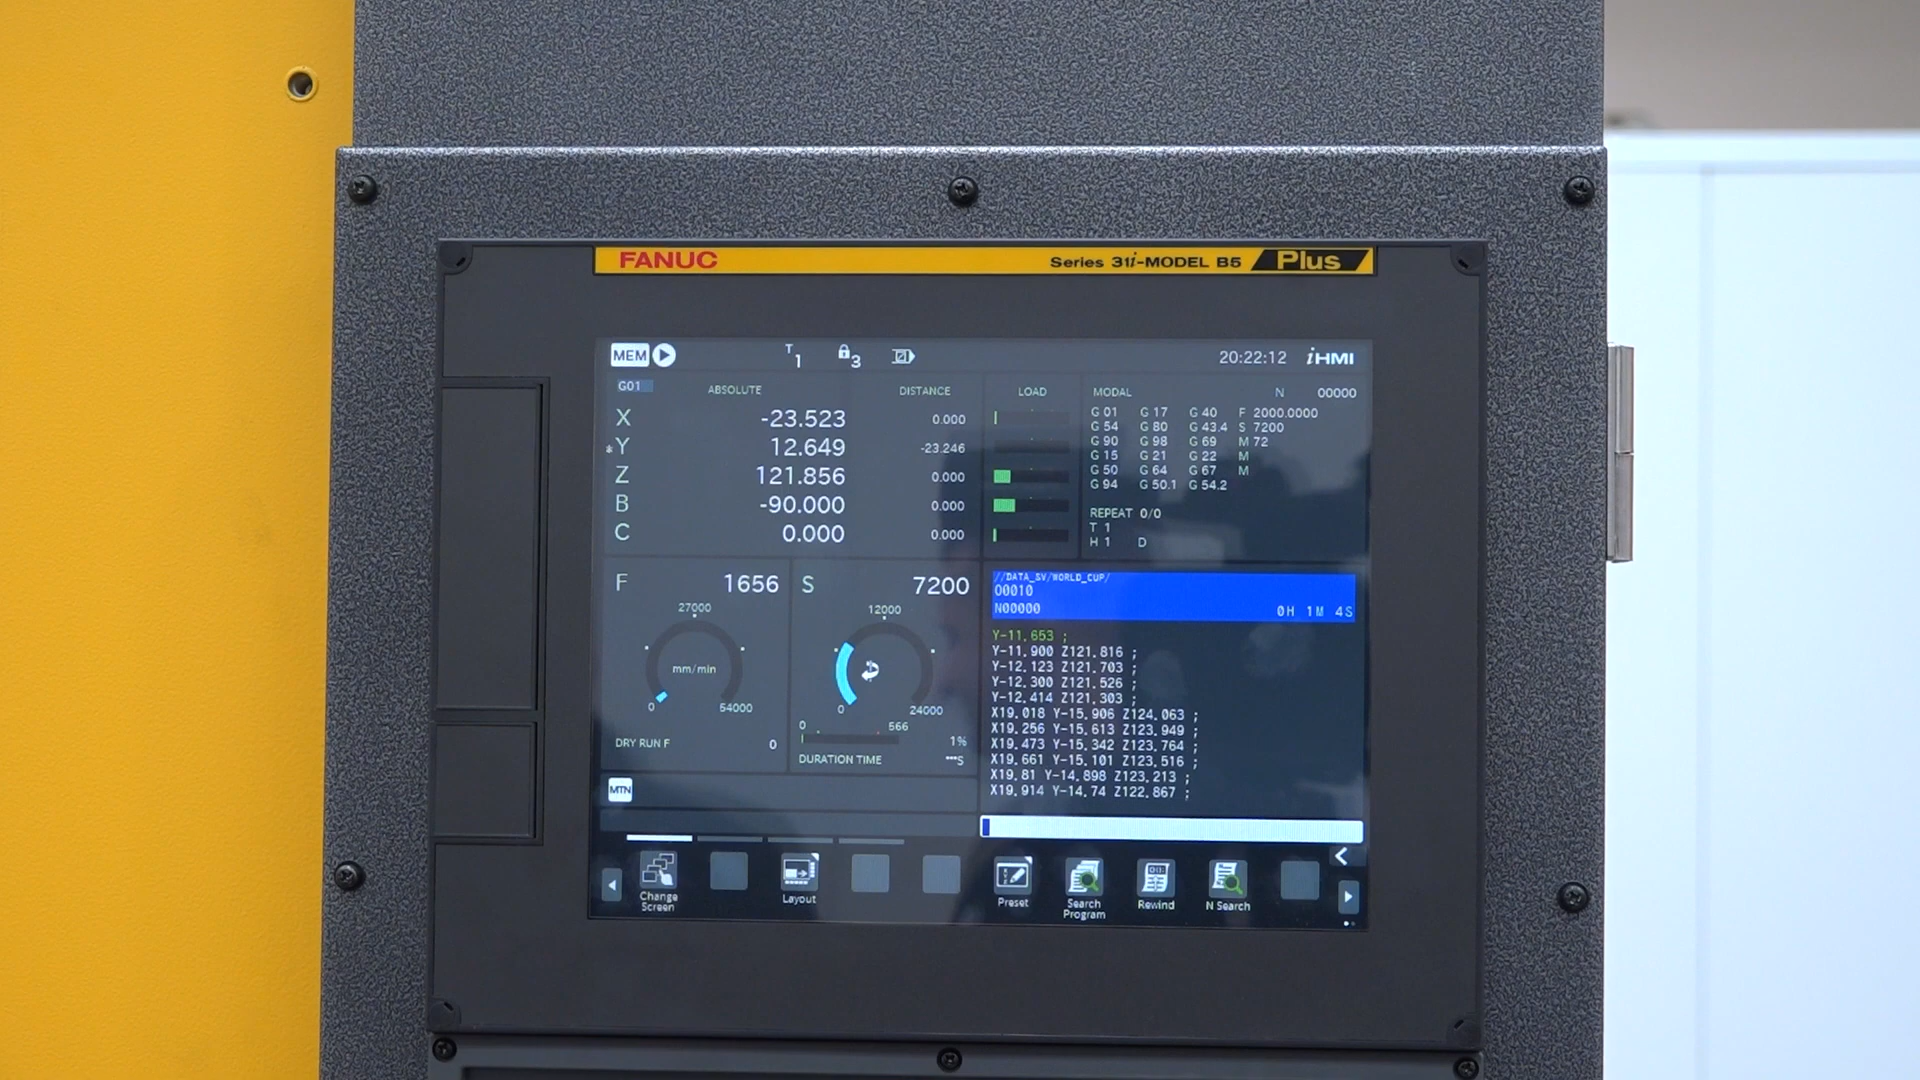 FANUC Series 31i-MODEL B5 Plus
MEM T 1 3 20:22:12 iHMI
G01 ABSOLUTE DISTANCE LOAD MODAL N 00000
X -23.523 0.000
*Y 12.649 -23.246
Z 121.856 0.000
B -90.000 0.000
C 0.000 0.000
G 01 G 17 G 40 F 2000.0000
G 54 G 80 G 43.4 S 7200
G 90 G 98 G 69 M 72
G 15 G 21 G 22 M
G 50 G 64 G 67 M
G 94 G 50.1 G 54.2
REPEAT 0/0
T 1
H 1 D
F 1656
27000
mm/min
0 54000
DRY RUN F 0
S 7200
12000
0 24000
0 566
1%
DURATION TIME ***S
//DATA_SV/WORLD_CUP/
O0010
N00000 0H 1M 4S
Y-11.653 ;
Y-11.900 Z121.816 ;
Y-12.123 Z121.703 ;
Y-12.300 Z121.526 ;
Y-12.414 Z121.303 ;
X19.018 Y-15.906 Z124.063 ;
X19.256 Y-15.613 Z123.949 ;
X19.473 Y-15.342 Z123.764 ;
X19.661 Y-15.101 Z123.516 ;
X19.81 Y-14.898 Z123.213 ;
X19.914 Y-14.74 Z122.867 ;
MTN
Change
Screen
Layout
Preset
Search
Program
Rewind
N Search